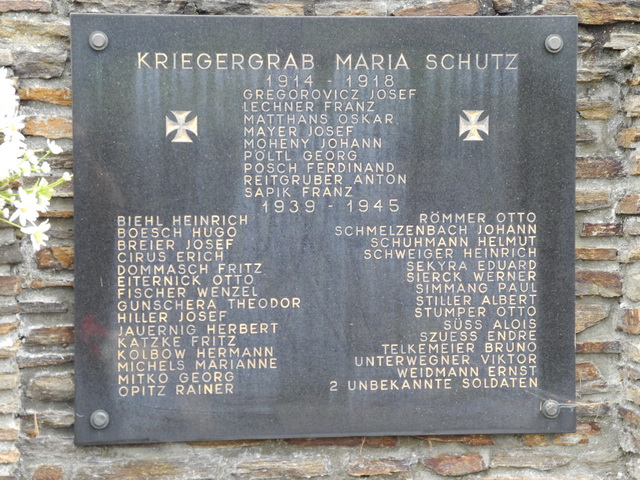 KRIEGERGRAB MARIA SCHUTZ
1914 - 1918
GREGOROVICZ JOSEF
LECHNER FRANZ
MATTHANS OSKAR
MAYER JOSEF
MOHENY JOHANN
PÖLTL GEORG
PÖSCH FERDINAND
REITGRUBER ANTON
SAPIK FRANZ
1939 - 1945
BIEHL HEINRICH
BOESCH HUGO
BREIER JOSEF
CIRUS ERICH
DOMMASCH FRITZ
EITERNICK OTTO
FISCHER WENZEL
GUNSCHERA THEODOR
HILLER JOSEF
JAUERNIG HERBERT
KATZKE FRITZ
KOLBOW HERMANN
MICHELS MARIANNE
MITKO GEORG
OPITZ RAINER
RÖMMER OTTO
SCHMELZENBACH JOHANN
SCHUHMANN HELMUT
SCHWEIGER HEINRICH
SEKYRA EDUARD
SIERCK WERNER
SIMMANG PAUL
STILLER ALBERT
STUMPER OTTO
SÜSS ALOIS
SZUESS ENDRE
TELKEMEIER BRUNO
UNTERWEGNER VIKTOR
WEIDMANN ERNST
2 UNBEKANNTE SOLDATEN